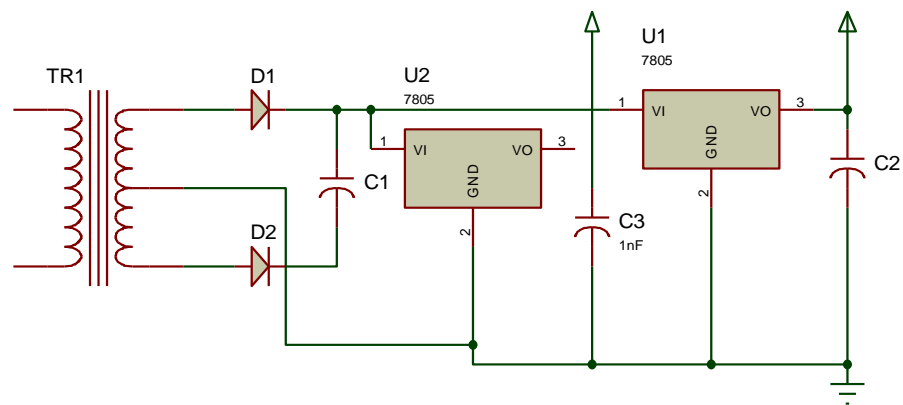 TR1
D1
D2
C1
U2
7805
1
VI
VO
3
GND
2
C3
1nF
U1
7805
1
VI
VO
3
GND
2
C2